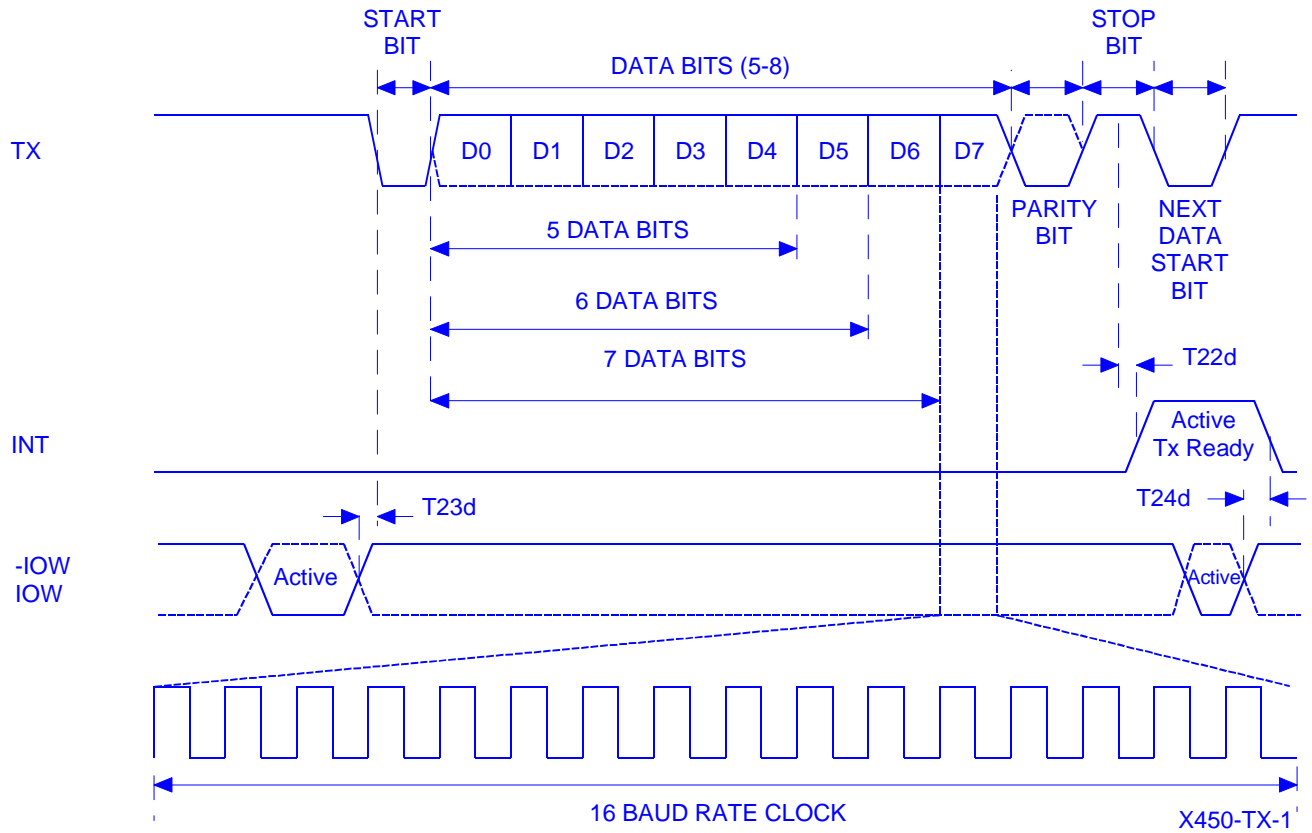 START
BIT
STOP
BIT
DATA BITS (5-8)
TX
D0 D1 D2 D3 D4 D5 D6 D7
PARITY
BIT
NEXT
DATA
START
BIT
5 DATA BITS
6 DATA BITS
7 DATA BITS
T22d
INT
Active
Tx Ready
T23d
T24d
-IOW
IOW
Active
Active
16 BAUD RATE CLOCK
X450-TX-1